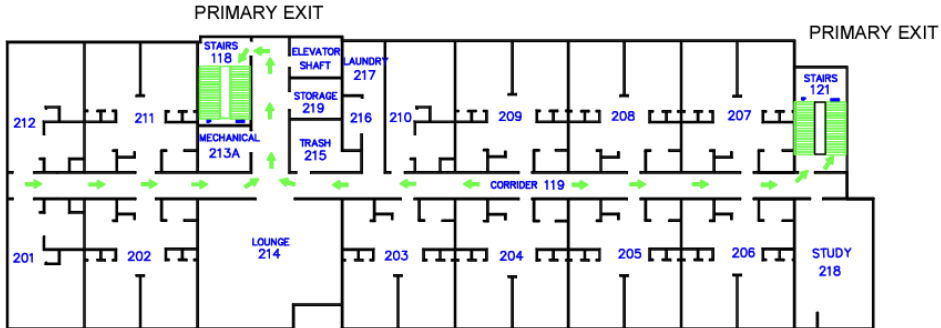 PRIMARY EXIT
PRIMARY EXIT
STAIRS
118
ELEVATOR
SHAFT
LAUNDRY
217
STAIRS
121
STORAGE
219
212
211
216
210
209
208
207
MECHANICAL
213A
TRASH
215
CORRIDER 119
LOUNGE
214
201
202
203
204
205
206
STUDY
218